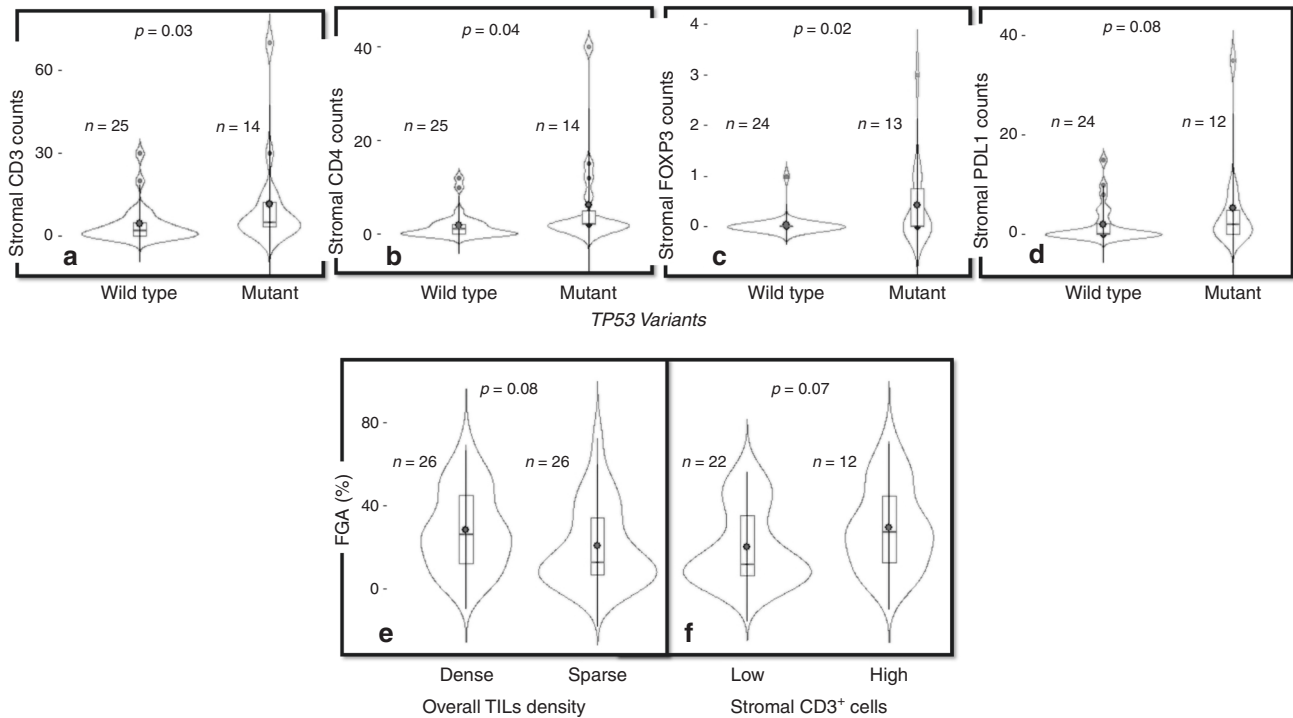 Stromal CD3 counts
60 -
30 -
0 -
p = 0.03
n = 25
n = 14
a
Wild type
Mutant
Stromal CD4 counts
40 -
20 -
0 -
p = 0.04
n = 25
n = 14
b
Wild type
Mutant
Stromal FOXP3 counts
4 -
3 -
2 -
1 -
0 -
p = 0.02
n = 24
n = 13
c
Wild type
Mutant
Stromal PDL1 counts
40 -
20 -
0 -
p = 0.08
n = 24
n = 12
d
Wild type
Mutant
TP53 Variants
FGA (%)
80 -
40 -
0 -
p = 0.08
n = 26
n = 26
e
Dense
Sparse
Overall TILs density
p = 0.07
n = 22
n = 12
f
Low
High
Stromal CD3⁺ cells